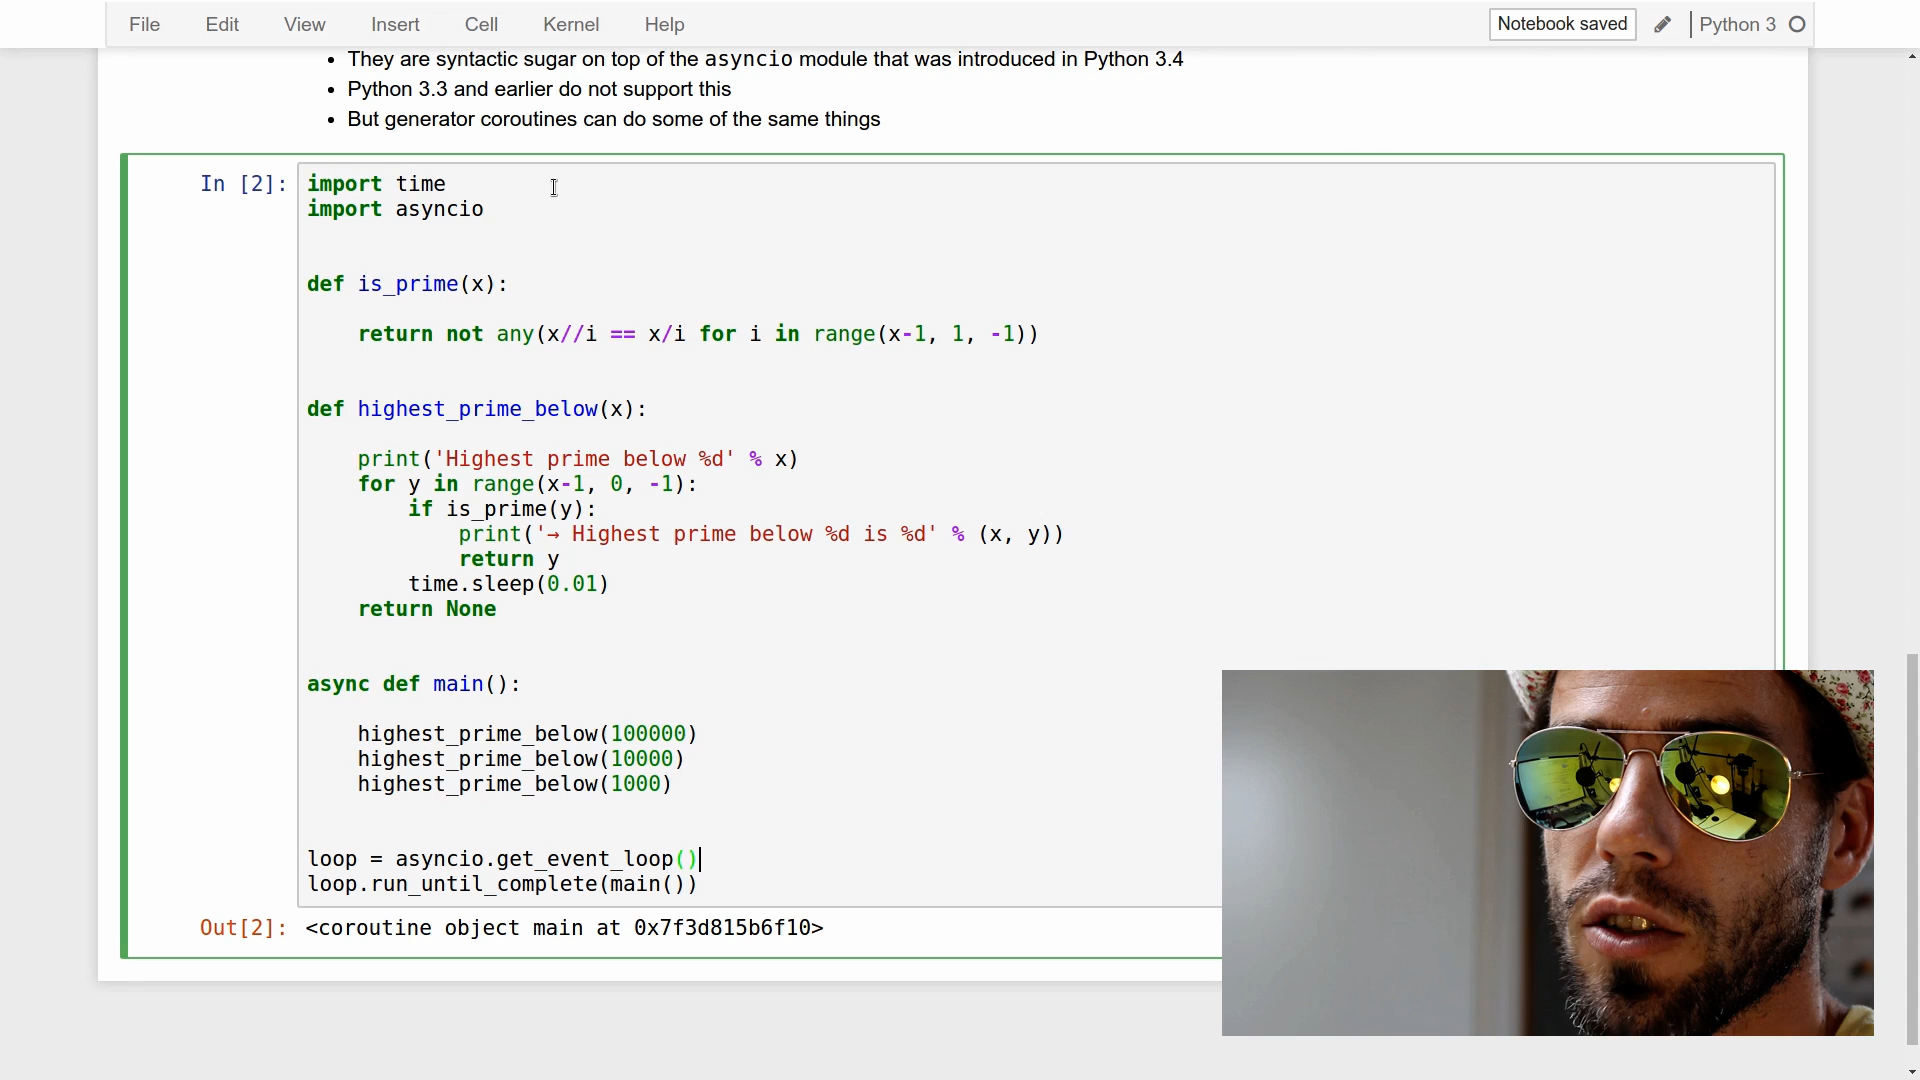 File Edit View Insert Cell Kernel Help Notebook saved Python 3
• They are syntactic sugar on top of the asyncio module that was introduced in Python 3.4
• Python 3.3 and earlier do not support this
• But generator coroutines can do some of the same things
In [2]: import time
import asyncio
def is_prime(x):
return not any(x//i == x/i for i in range(x-1, 1, -1))
def highest_prime_below(x):
print('Highest prime below %d' % x)
for y in range(x-1, 0, -1):
if is_prime(y):
print('→ Highest prime below %d is %d' % (x, y))
return y
time.sleep(0.01)
return None
async def main():
highest_prime_below(100000)
highest_prime_below(10000)
highest_prime_below(1000)
loop = asyncio.get_event_loop()
loop.run_until_complete(main())
Out[2]: <coroutine object main at 0x7f3d815b6f10>